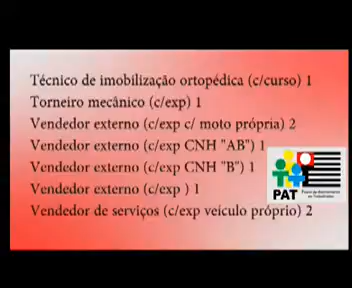 Técnico de imobilização ortopédica (c/curso) 1
Torneiro mecânico (c/exp) 1
Vendedor externo (c/exp c/ moto própria) 2
Vendedor externo (c/exp CNH "AB") 1
Vendedor externo (c/exp CNH "B") 1
Vendedor externo (c/exp ) 1
Vendedor de serviços (c/exp veículo próprio) 2
PAT